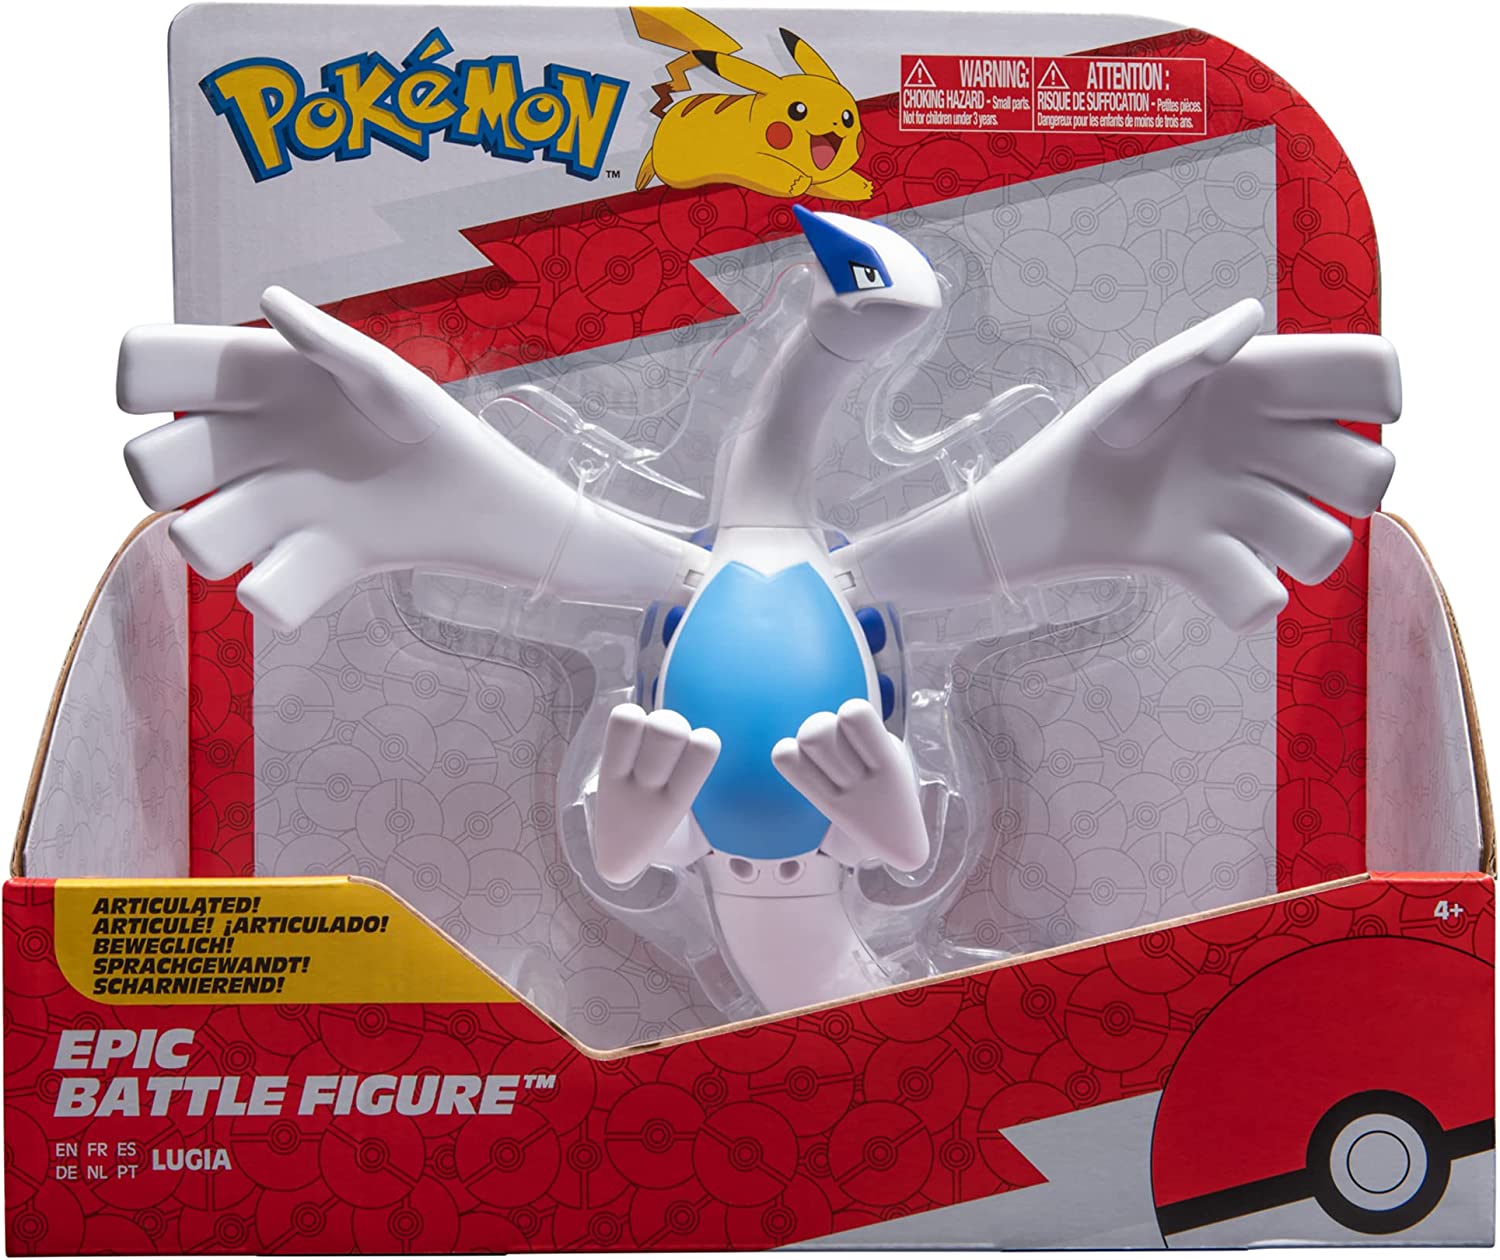 POKéMON™
WARNING:
CHOKING HAZARD - Small parts.
Not for children under 3 years.
ATTENTION :
RISQUE DE SUFFOCATION - Petites pièces.
Dangereux pour les enfants de moins de trois ans.
4+
ARTICULATED!
ARTICULÉ! ¡ARTICULADO!
BEWEGLICH!
SPRACHGEWANDT!
SCHARNIEREND!
EPIC
BATTLE FIGURE™
EN FR ES
DE NL PT
LUGIA